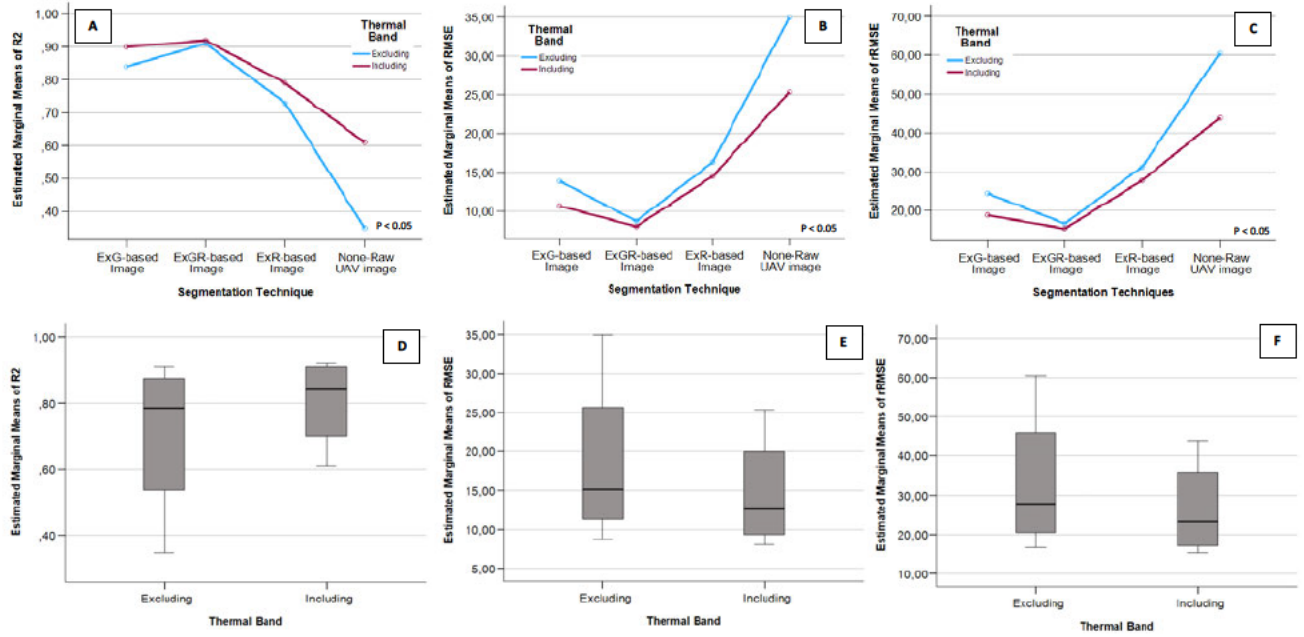 A
Thermal
Band
Excluding
Including
Estimated Marginal Means of R2
1,00
,90
,80
,70
,60
,50
,40
P < 0.05
ExG-based
Image
ExGR-based
Image
ExR-based
Image
None-Raw
UAV image
Segmentation Technique
B
Thermal
Band
Excluding
Including
Estimated Marginal Means of RMSE
35,00
30,00
25,00
20,00
15,00
10,00
P < 0.05
ExG-based
Image
ExGR-based
Image
ExR-based
Image
None-Raw
UAV image
Segmentation Technique
C
Thermal
Band
Excluding
Including
Estimated Marginal Means of rRMSE
70,00
60,00
50,00
40,00
30,00
20,00
P < 0.05
ExG-based
Image
ExGR-based
Image
ExR-based
Image
None-Raw
UAV image
Segmentation Techniques
D
Estimated Marginal Means of R2
1,00
,80
,60
,40
Excluding
Including
Thermal Band
E
Estimated Marginal Means of RMSE
35,00
30,00
25,00
20,00
15,00
10,00
5,00
Excluding
Including
Thermal Band
F
Estimated Marginal Means of rRMSE
70,00
60,00
50,00
40,00
30,00
20,00
10,00
Excluding
Including
Thermal Band